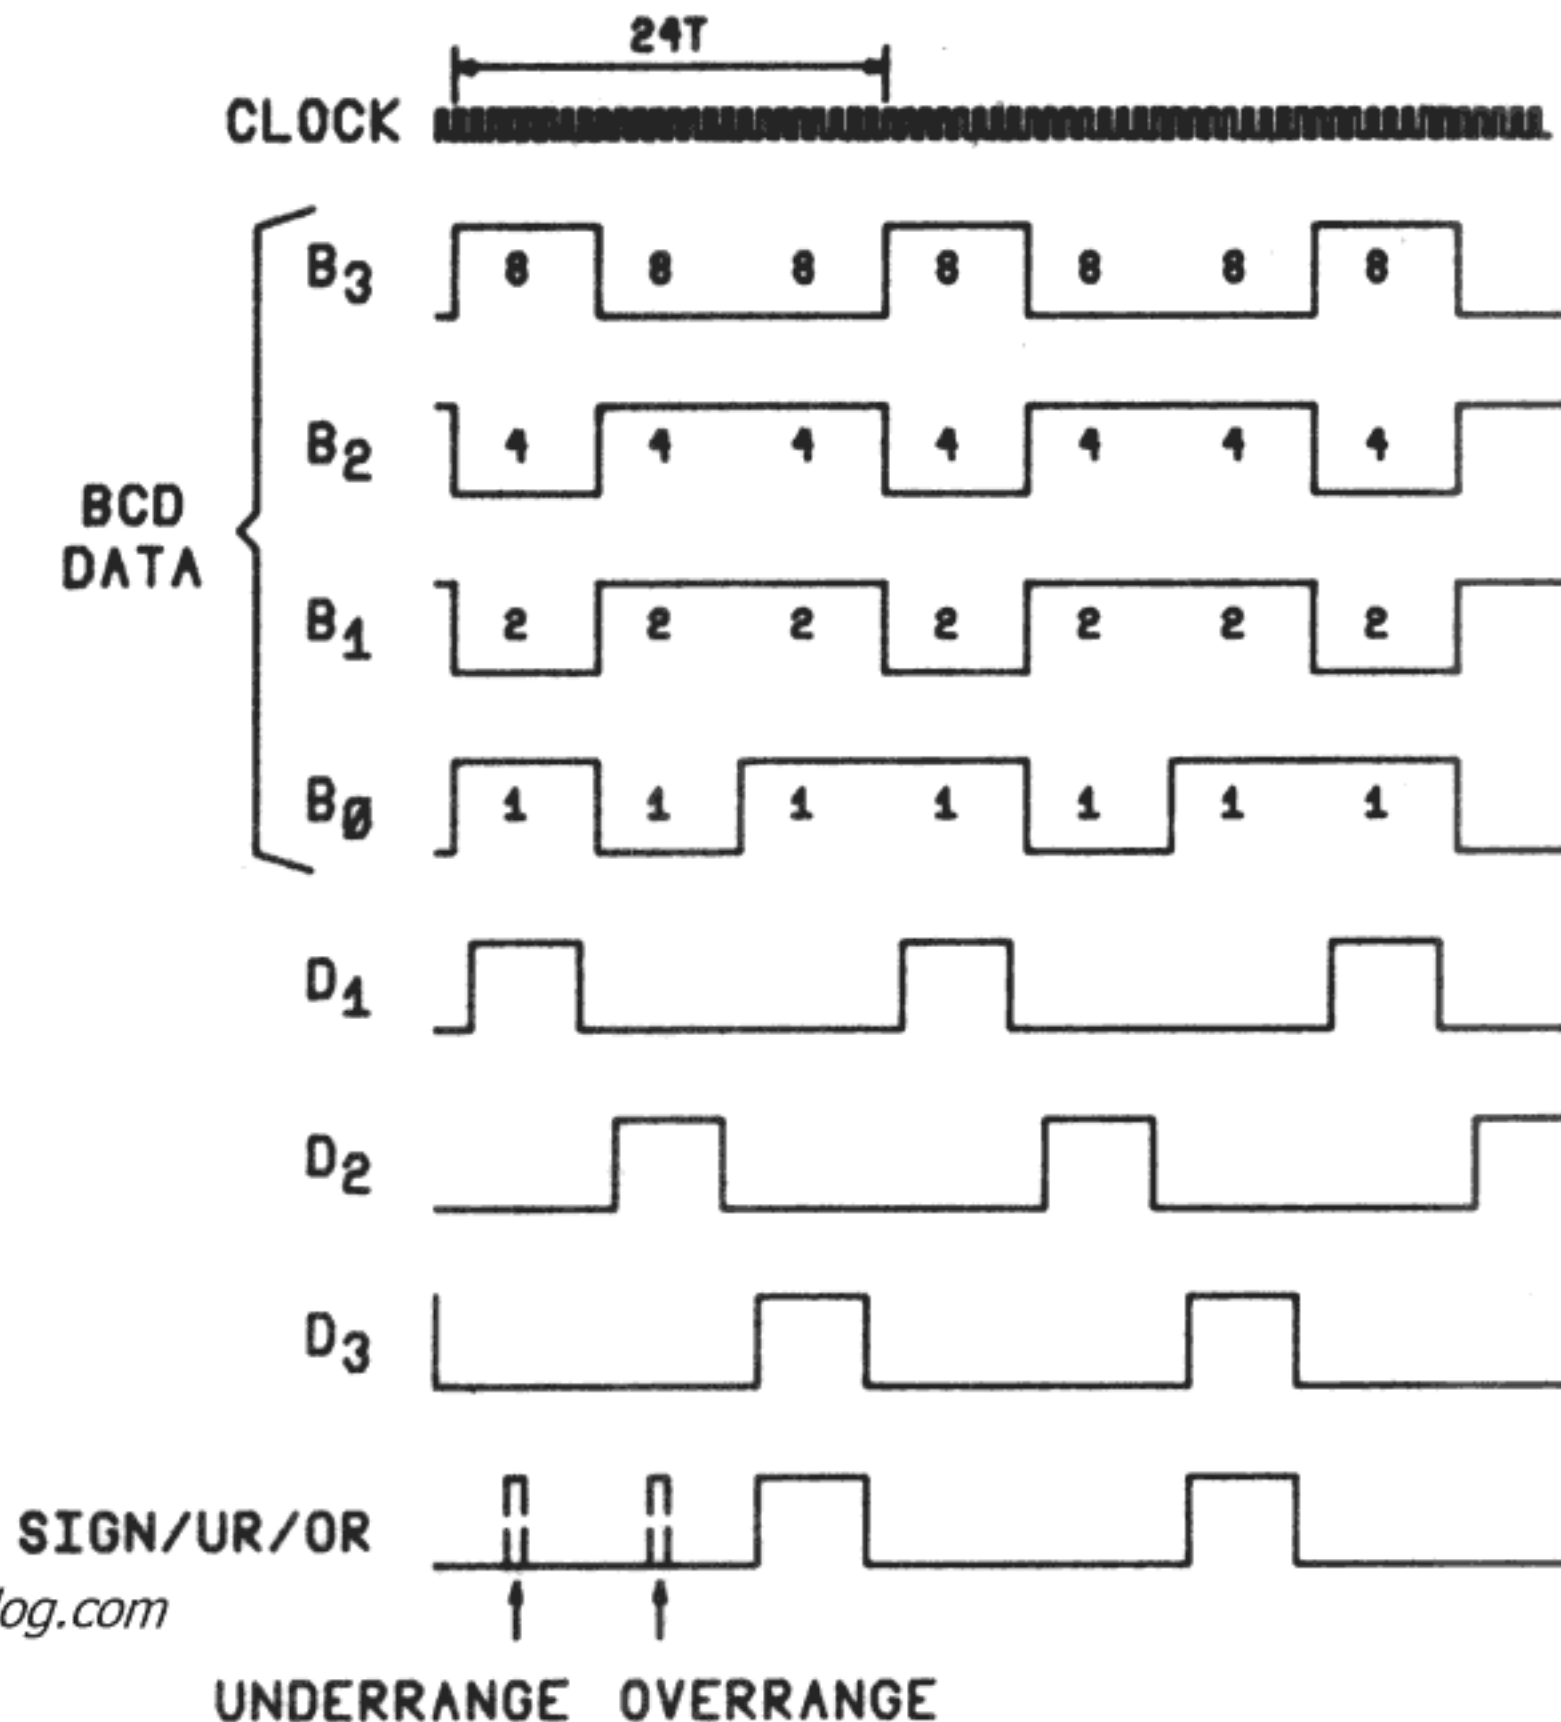 24T
CLOCK
B3 8 8 8 8 8 8 8
B2 4 4 4 4 4 4 4
BCD
DATA
B1 2 2 2 2 2 2 2
BØ 1 1 1 1 1 1 1
D1
D2
D3
SIGN/UR/OR
log.com
UNDERRANGE OVERRANGE